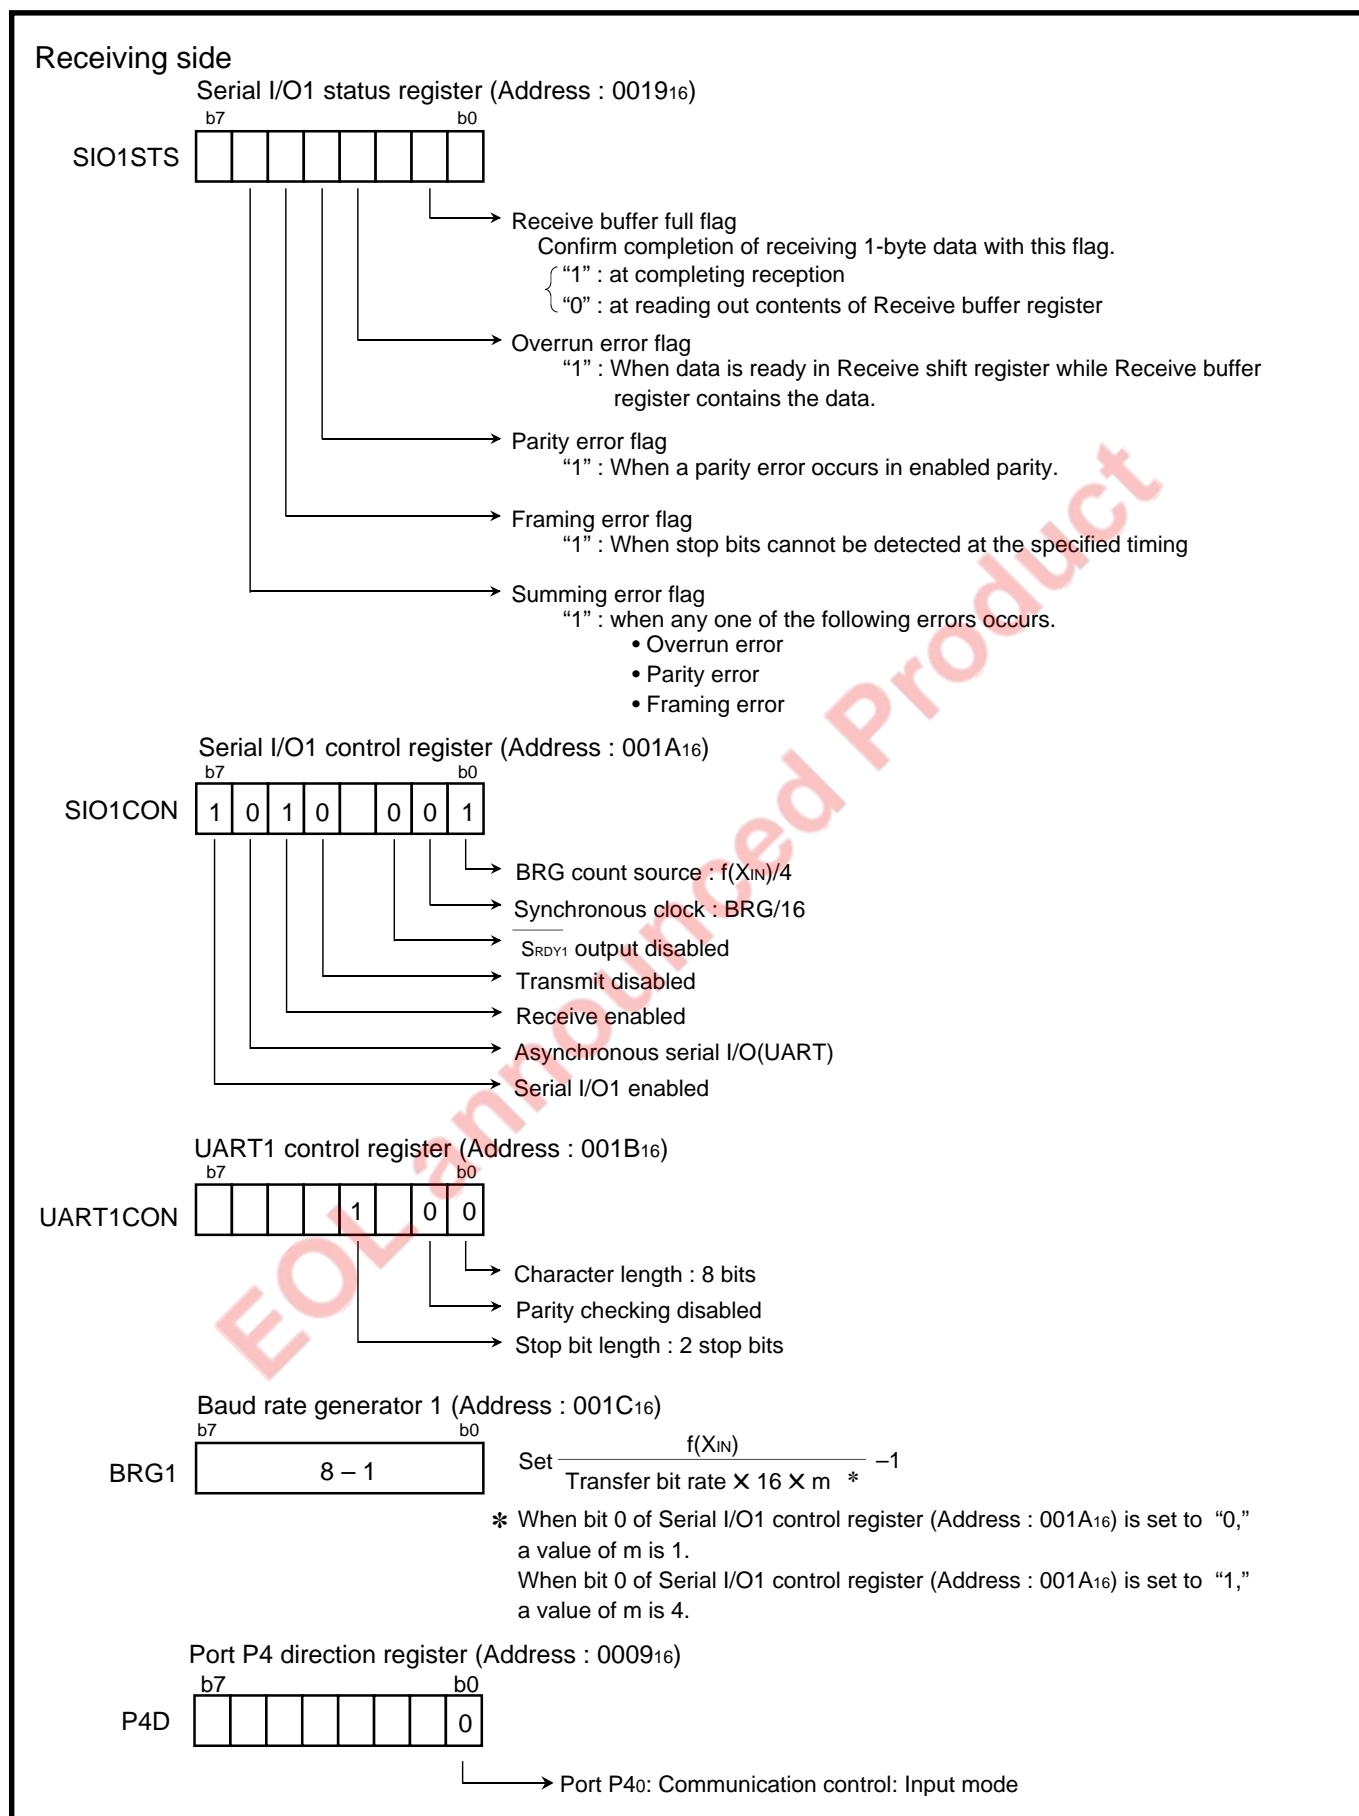 Receiving side
Serial I/O1 status register (Address : 0019₁₆)
b7 b0
SIO1STS
Receive buffer full flag
Confirm completion of receiving 1-byte data with this flag.
“1” : at completing reception
“0” : at reading out contents of Receive buffer register
Overrun error flag
“1” : When data is ready in Receive shift register while Receive buffer
register contains the data.
Parity error flag
“1” : When a parity error occurs in enabled parity.
Framing error flag
“1” : When stop bits cannot be detected at the specified timing
Summing error flag
“1” : when any one of the following errors occurs.
• Overrun error
• Parity error
• Framing error
Serial I/O1 control register (Address : 001A₁₆)
b7 b0
SIO1CON 1 0 1 0 0 0 1
BRG count source : f(XIN)/4
Synchronous clock : BRG/16
SRDY1 output disabled
Transmit disabled
Receive enabled
Asynchronous serial I/O(UART)
Serial I/O1 enabled
UART1 control register (Address : 001B₁₆)
b7 b0
UART1CON 1 0 0
Character length : 8 bits
Parity checking disabled
Stop bit length : 2 stop bits
Baud rate generator 1 (Address : 001C₁₆)
b7 b0
BRG1 8 – 1
f(XIN)
Set –1
Transfer bit rate ✕ 16 ✕ m *
* When bit 0 of Serial I/O1 control register (Address : 001A₁₆) is set to “0,”
a value of m is 1.
When bit 0 of Serial I/O1 control register (Address : 001A₁₆) is set to “1,”
a value of m is 4.
Port P4 direction register (Address : 0009₁₆)
b7 b0
P4D 0
Port P4₀: Communication control: Input mode
EOL announced Product